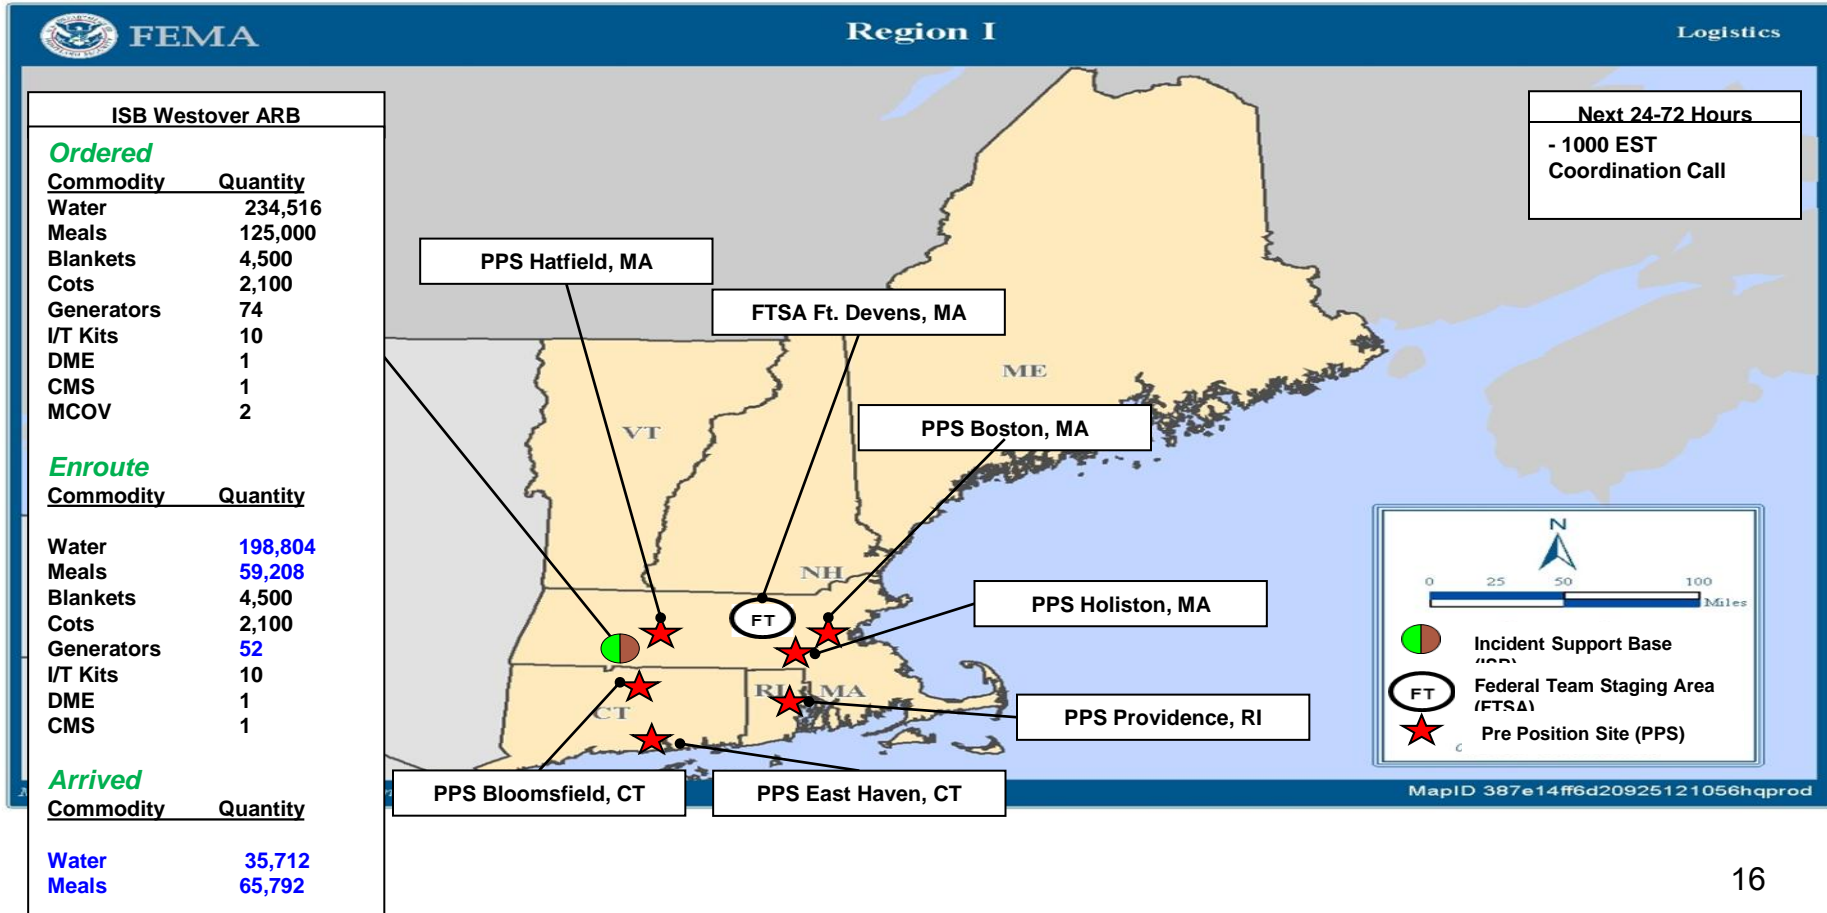 FEMA
Region I
Logistics
ISB Westover ARB
Ordered
Commodity Quantity
Water 234,516
Meals 125,000
Blankets 4,500
Cots 2,100
Generators 74
I/T Kits 10
DME 1
CMS 1
MCOV 2
Enroute
Commodity Quantity
Water 198,804
Meals 59,208
Blankets 4,500
Cots 2,100
Generators 52
I/T Kits 10
DME 1
CMS 1
Arrived
Commodity Quantity
Water 35,712
Meals 65,792
Next 24-72 Hours
- 1000 EST
Coordination Call
PPS Hatfield, MA
FTSA Ft. Devens, MA
ME
VT
PPS Boston, MA
NH
PPS Holiston, MA
FT
RI MA
CT
PPS Providence, RI
PPS Bloomsfield, CT
PPS East Haven, CT
N
0 25 50 100
Miles
Incident Support Base
(ISB)
FT
Federal Team Staging Area
(FTSA)
Pre Position Site (PPS)
MapID 387e14ff6d20925121056hqprod
16